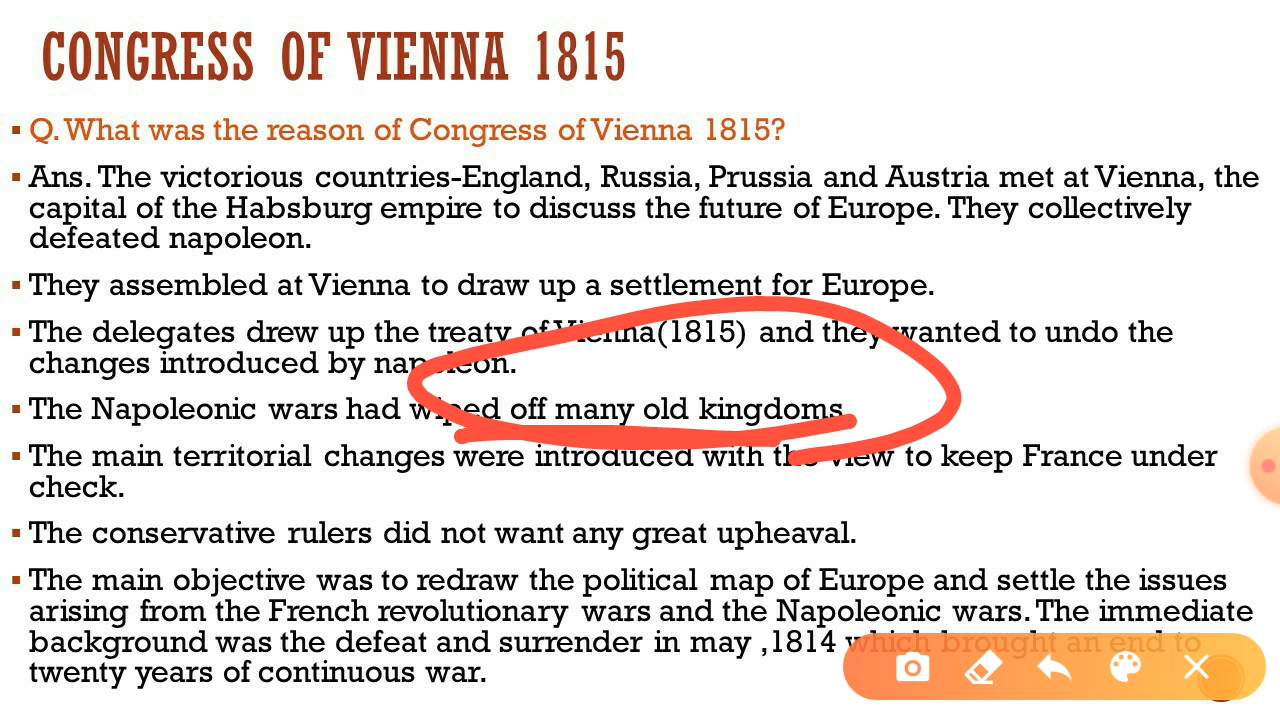 CONGRESS OF VIENNA 1815
Q. What was the reason of Congress of Vienna 1815?
Ans. The victorious countries-England, Russia, Prussia and Austria met at Vienna, the
capital of the Habsburg empire to discuss the future of Europe. They collectively
defeated napoleon.
They assembled at Vienna to draw up a settlement for Europe.
The delegates drew up the treaty of Vienna(1815) and they wanted to undo the
changes introduced by napoleon.
The Napoleonic wars had wiped off many old kingdoms
The main territorial changes were introduced with the view to keep France under
check.
The conservative rulers did not want any great upheaval.
The main objective was to redraw the political map of Europe and settle the issues
arising from the French revolutionary wars and the Napoleonic wars. The immediate
background was the defeat and surrender in may ,1814 which brought an end to
twenty years of continuous war.